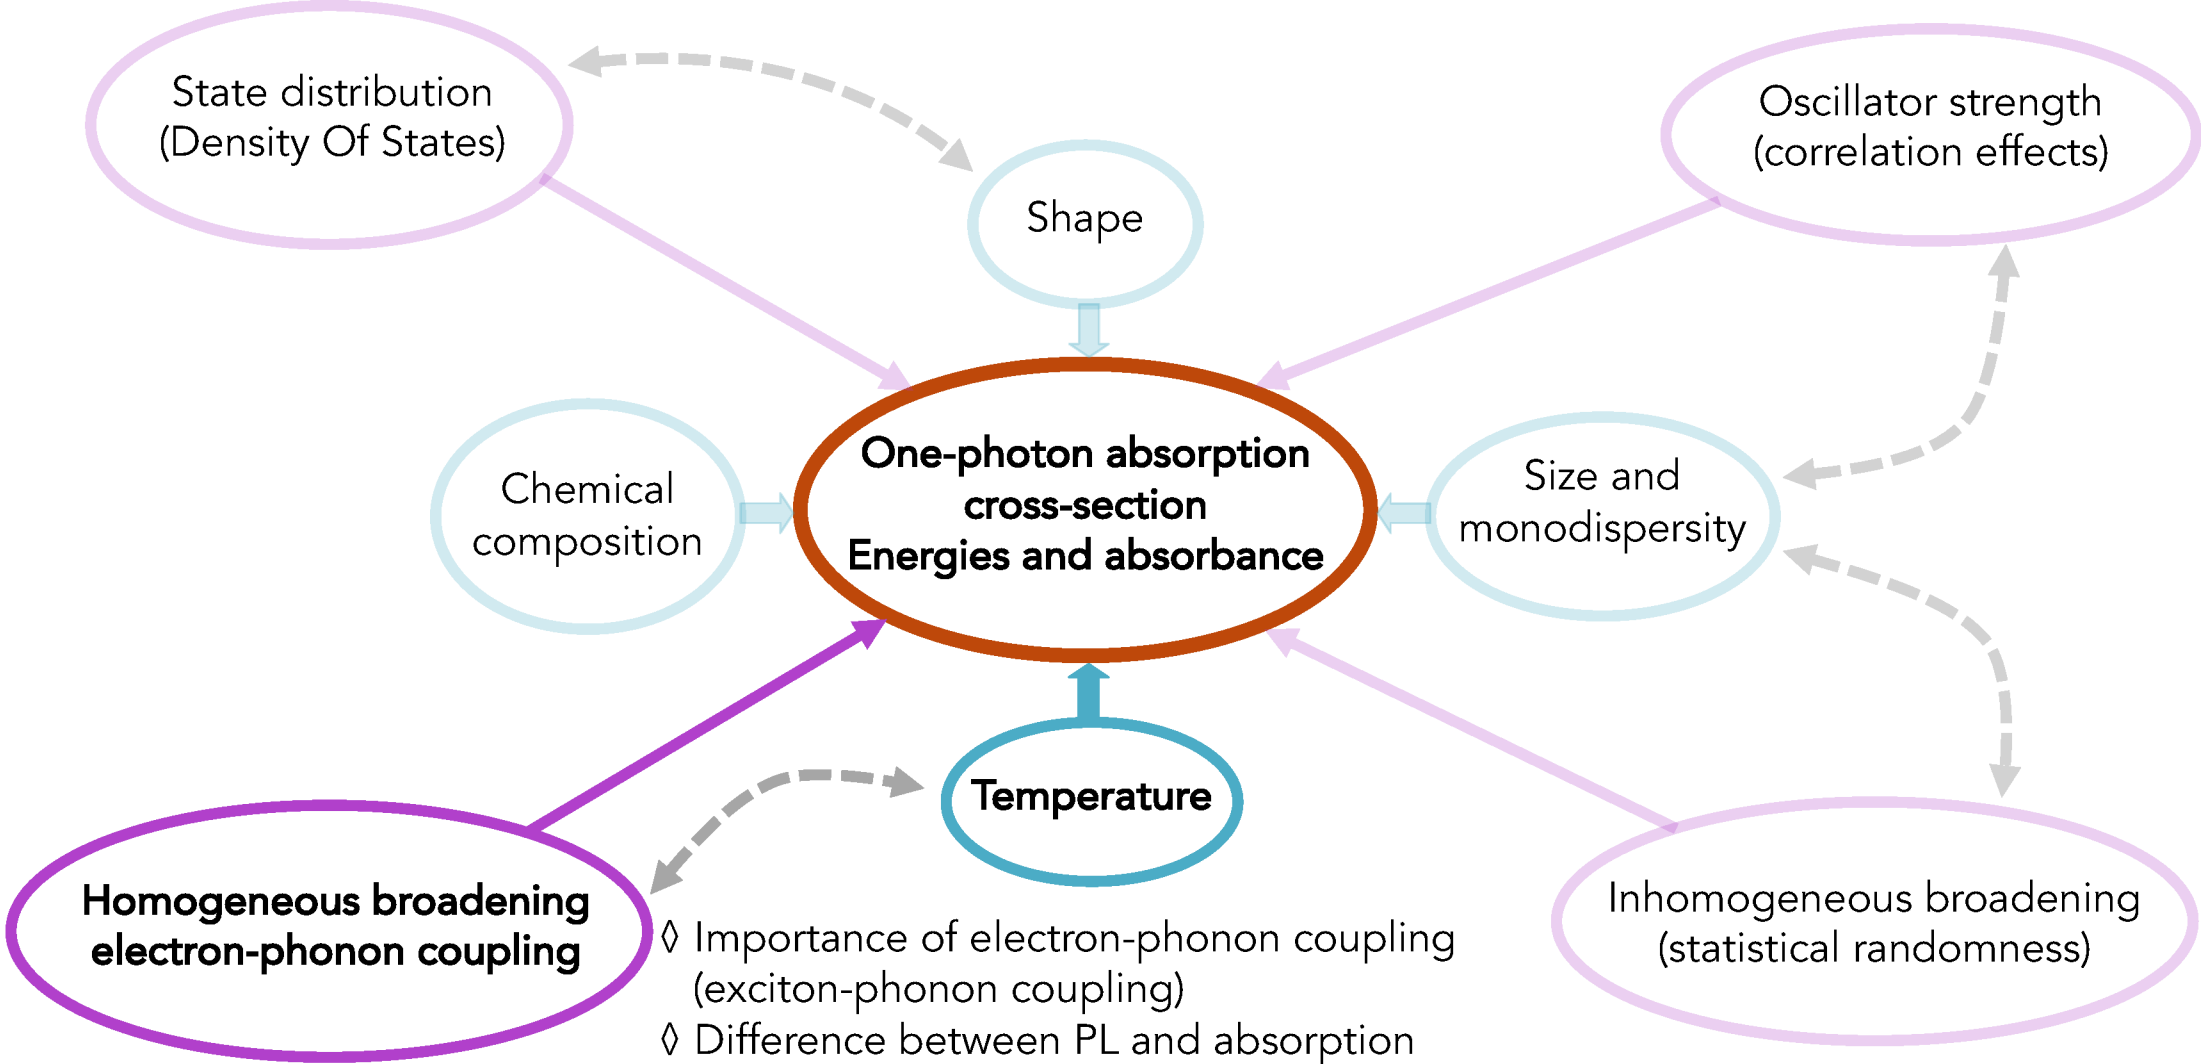 State distribution
(Density Of States)
Oscillator strength
(correlation effects)
Shape
Chemical
composition
One-photon absorption
cross-section
Energies and absorbance
Size and
monodispersity
Temperature
Homogeneous broadening
electron-phonon coupling
Inhomogeneous broadening
(statistical randomness)
◊ Importance of electron-phonon coupling
(exciton-phonon coupling)
◊ Difference between PL and absorption